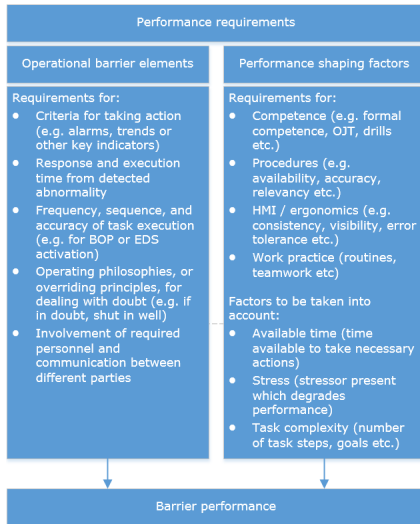 Performance requirements
Operational barrier elements
Requirements for:
● Criteria for taking action
(e.g. alarms, trends or
other key indicators)
● Response and execution
time from detected
abnormality
● Frequency, sequence, and
accuracy of task execution
(e.g. for BOP or EDS
activation)
● Operating philosophies, or
overriding principles, for
dealing with doubt (e.g. if
in doubt, shut in well)
● Involvement of required
personnel and
communication between
different parties
Performance shaping factors
Requirements for:
● Competence (e.g. formal
competence, OJT, drills
etc.)
● Procedures (e.g.
availability, accuracy,
relevancy etc.)
● HMI / ergonomics (e.g.
consistency, visibility, error
tolerance etc.)
● Work practice (routines,
teamwork etc)
Factors to be taken into
account:
● Available time (time
available to take necessary
actions)
● Stress (stressor present
which degrades
performance)
● Task complexity (number
of task steps, goals etc.)
Barrier performance